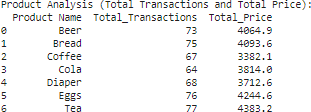 Product Analysis (Total Transactions and Total Price):
Product Name Total_Transactions Total_Price
0 Beer 73 4064.9
1 Bread 75 4093.6
2 Coffee 67 3382.1
3 Cola 64 3814.0
4 Diaper 68 3712.6
5 Eggs 76 4244.6
6 Tea 77 4383.2